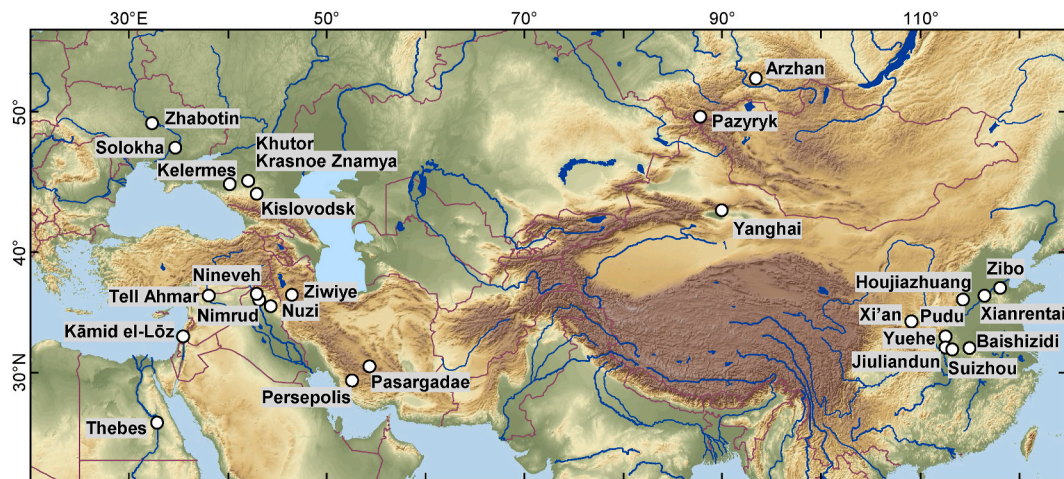 30°E
50°
70°
90°
110°
50°
40°
30°
Arzhan
Pazyryk
Zhabotin
Solokha
Khutor
Krasnoe Znamya
Kelermes
Kislovodsk
Yanghai
Nineveh
Tell Ahmar
Nimrud
Ziwiye
Nuzi
Kāmid el-Lōz
Pasargadae
Persepolis
Thebes
Zibo
Houjiazhuang
Xianrentai
Xi'an
Pudu
Yuehe
Baishizidi
Jiuliandun
Suizhou